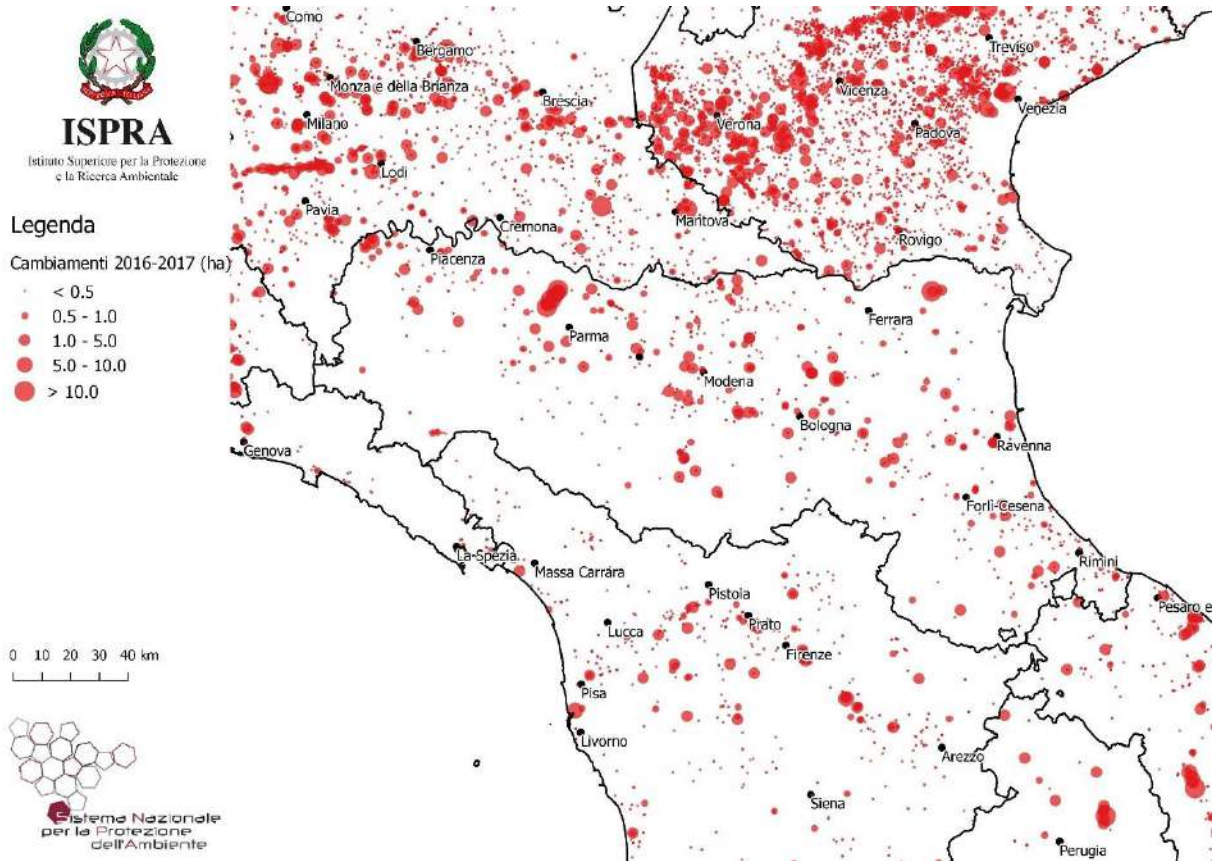 ISPRA
Istituto Superiore per la Protezione
e la Ricerca Ambientale
Legenda
Cambiamenti 2016-2017 (ha)
< 0.5
0.5 - 1.0
1.0 - 5.0
5.0 - 10.0
> 10.0
0 10 20 30 40 km
Sistema Nazionale
per la Protezione
dell'Ambiente
Como
Bergamo
Treviso
Monza e della Brianza
Vicenza
Brescia
Venezia
Milano
Verona
Padova
Lodi
Pavia
Cremona
Mantova
Rovigo
Piacenza
Ferrara
Parma
Modena
Bologna
Genova
Ravenna
Forlì-Cesena
La Spezia
Massa Carrara
Rimini
Pistoia
Pesaro e
Prato
Lucca
Firenze
Pisa
Livorno
Arezzo
Siena
Perugia